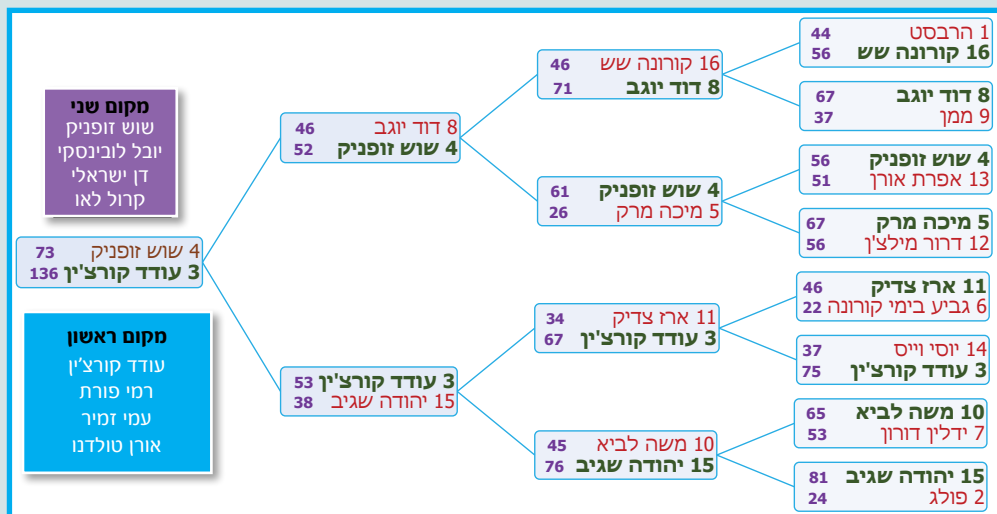 1 הרבסט 44
16 קורונה שש 56
8 דוד יוגב 67
9 ממן 37
4 שוש זופניק 56
13 אפרת אורן 51
5 מיכה מרק 67
12 דרור מילצ'ן 56
11 ארז צדיק 46
6 גביע בימי קורונה 22
14 יוסי וייס 37
3 עודד קורצ'ין 75
10 משה לביא 65
7 ידלין דורון 53
15 יהודה שגיב 81
2 פולג 24
16 קורונה שש 46
8 דוד יוגב 71
4 שוש זופניק 61
5 מיכה מרק 26
11 ארז צדיק 34
3 עודד קורצ'ין 67
10 משה לביא 45
15 יהודה שגיב 76
8 דוד יוגב 46
4 שוש זופניק 52
3 עודד קורצ'ין 53
15 יהודה שגיב 38
4 שוש זופניק 73
3 עודד קורצ'ין 136
מקום שני
שוש זופניק
יובל לובינסקי
דן ישראלי
קרול לאו
מקום ראשון
עודד קורצ'ין
רמי פורת
עמי זמיר
אורן טולדנו